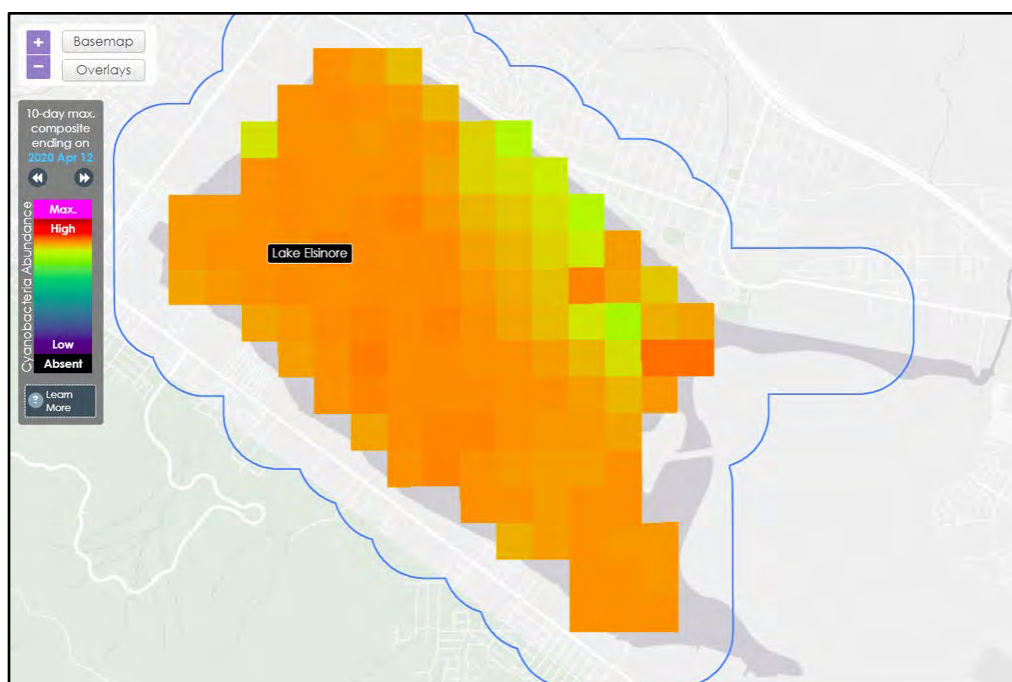 +
Basemap
−
Overlays
10-day max.
composite
ending on
2020 Apr 12
Cyanobacteria Abundance
Max.
High
Low
Absent
? Learn
More
Lake Elsinore